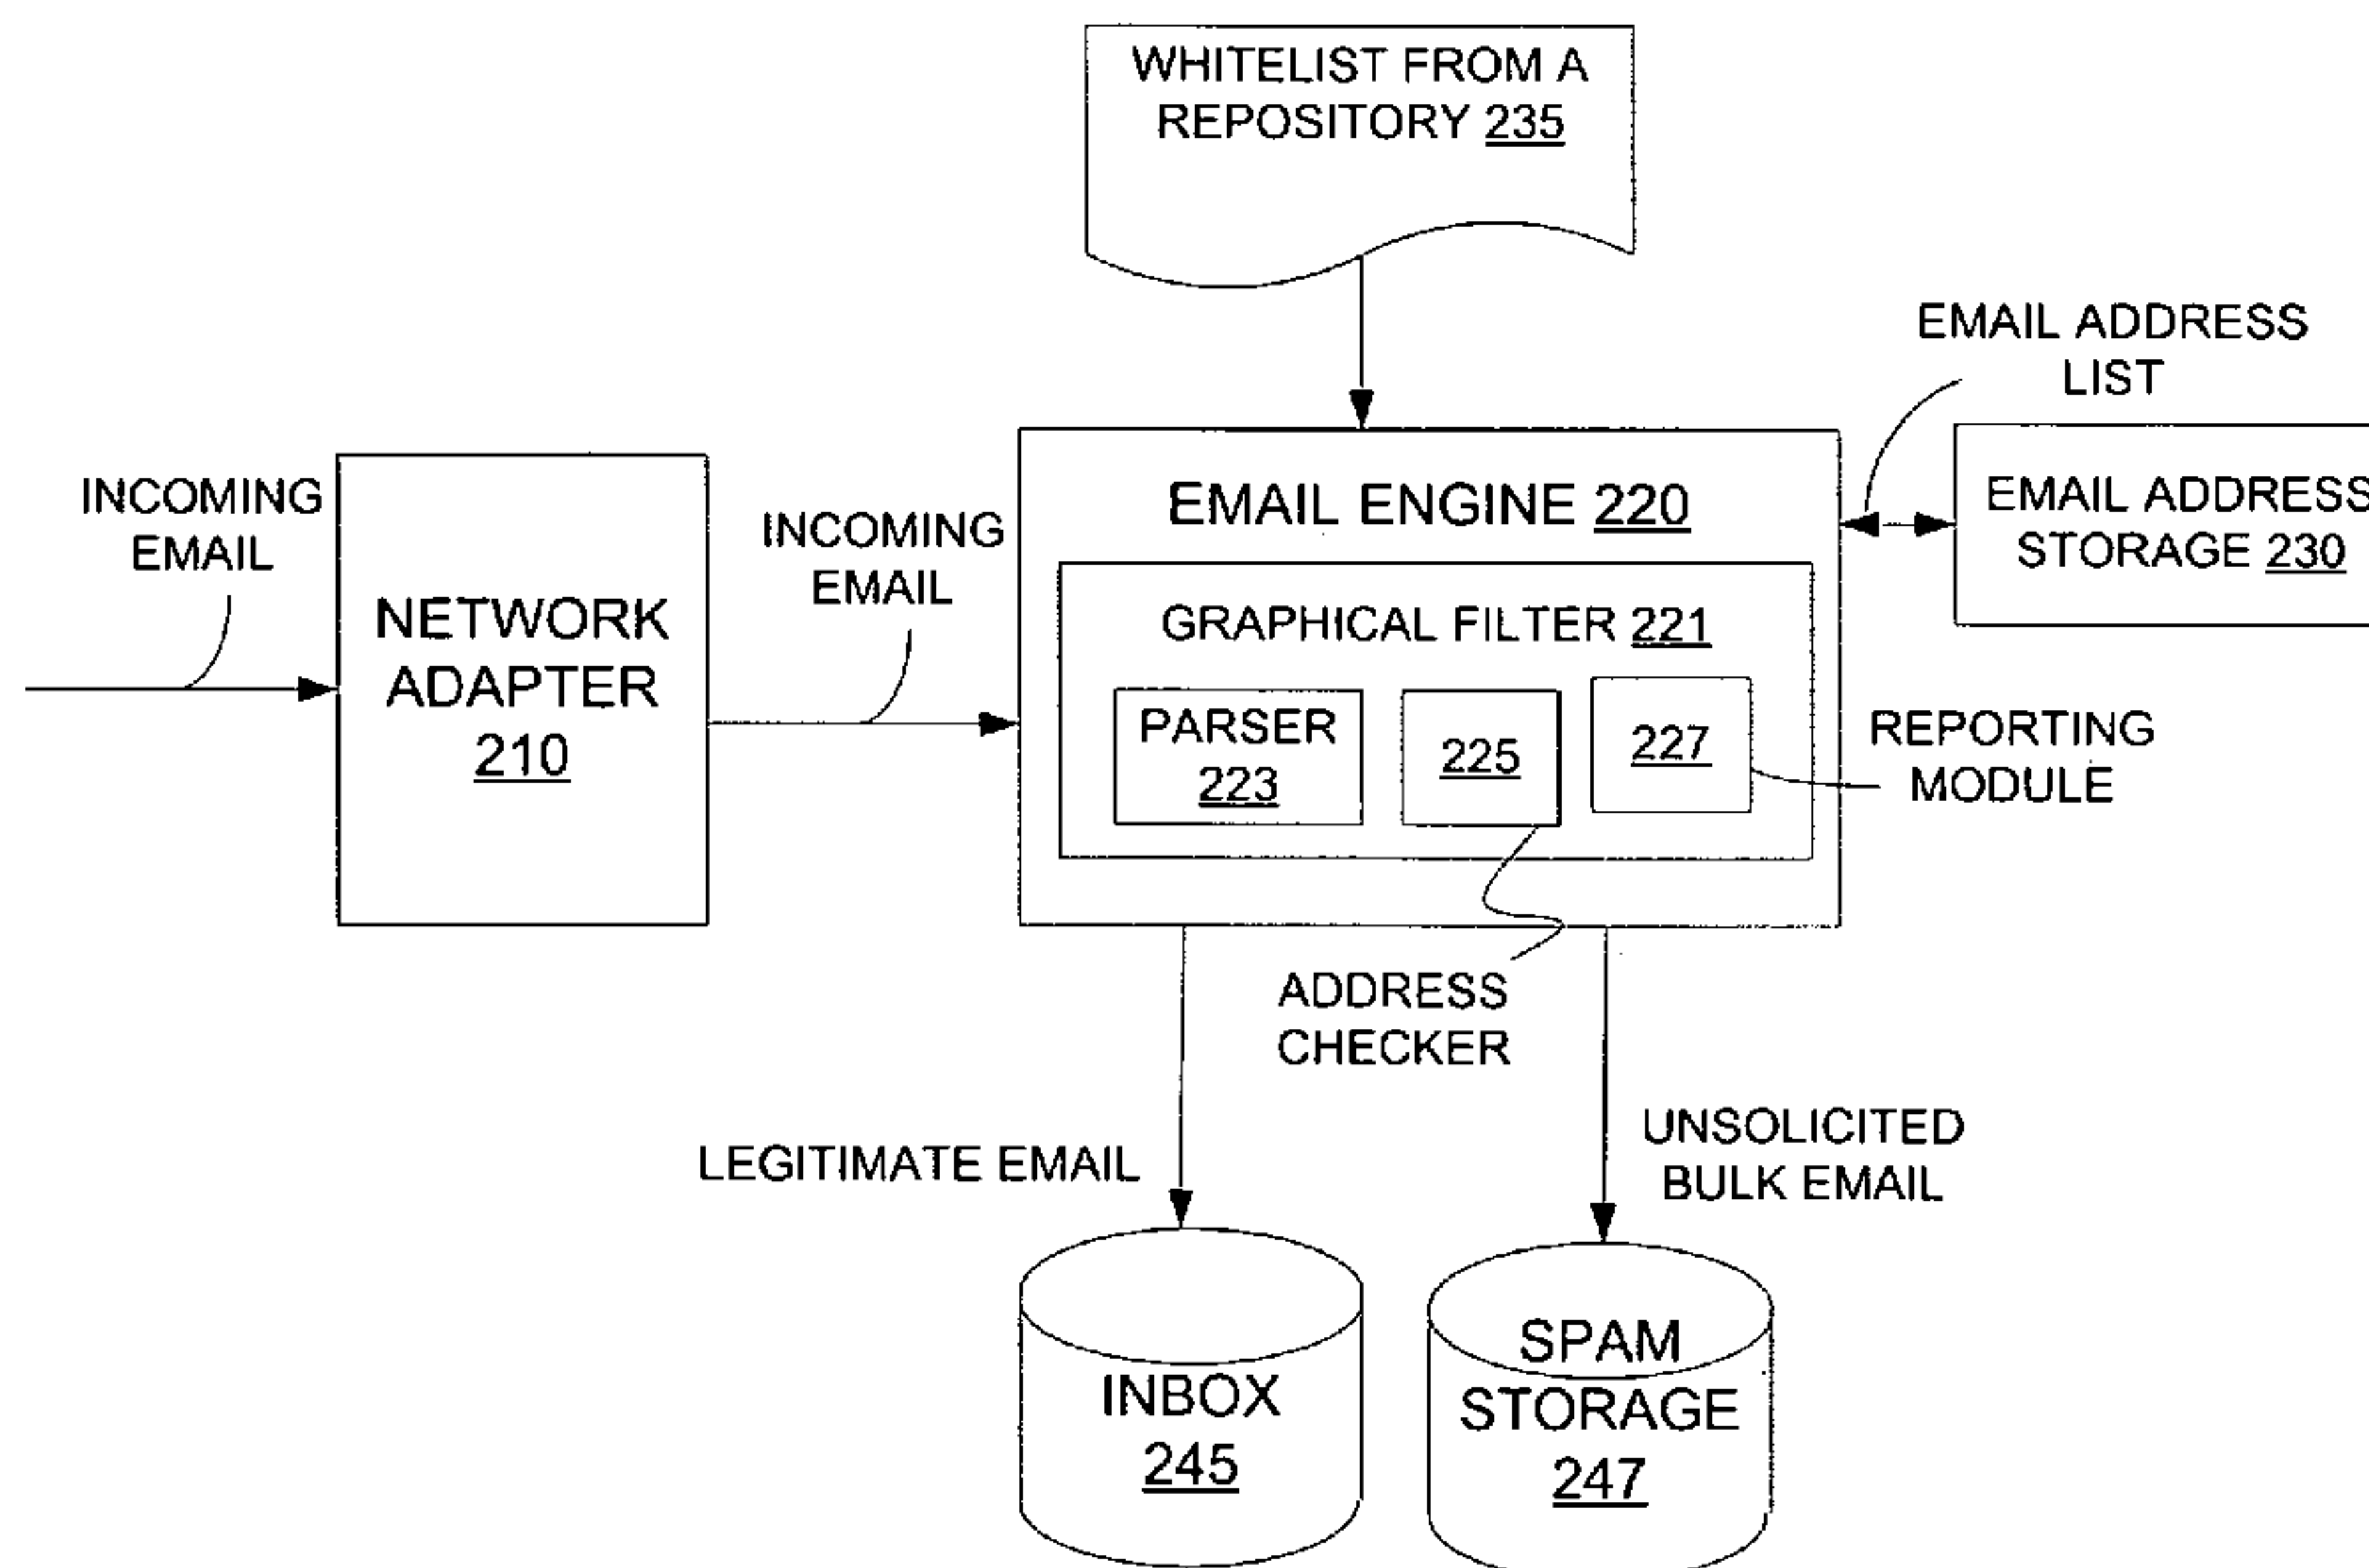 WHITELIST FROM A
REPOSITORY 235
EMAIL ADDRESS
LIST
INCOMING
EMAIL
NETWORK
ADAPTER
210
INCOMING
EMAIL
EMAIL ENGINE 220
EMAIL ADDRESS
STORAGE 230
GRAPHICAL FILTER 221
PARSER
223
225
227
REPORTING
MODULE
ADDRESS
CHECKER
LEGITIMATE EMAIL
UNSOLICITED
BULK EMAIL
INBOX
245
SPAM
STORAGE
247